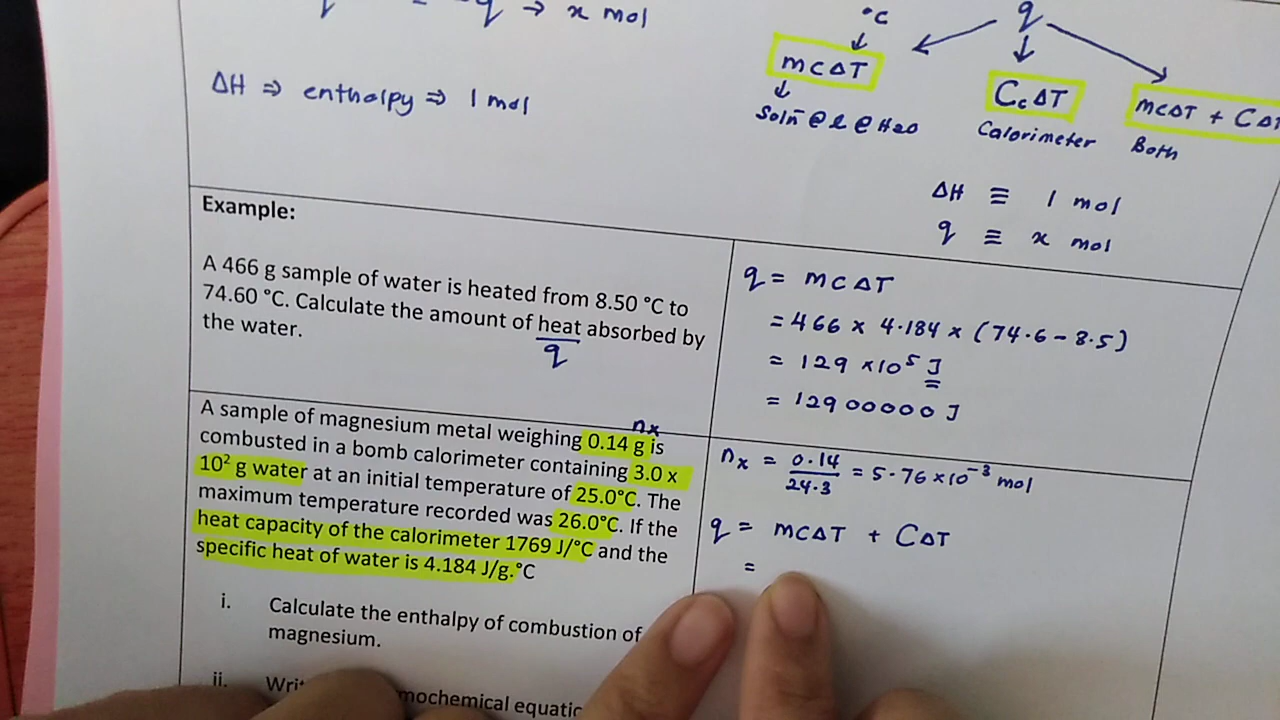 q → x mol
°C
q
mcΔT
CcΔT
mcΔT + CΔT
ΔH ⇒ enthalpy ⇒ 1 mol
Soln @ l @ H2O
Calorimeter
Both
ΔH ≡ 1 mol
q ≡ x mol
Example:
A 466 g sample of water is heated from 8.50 °C to
74.60 °C. Calculate the amount of heat absorbed by
the water.
q
q = mcΔT
= 466 x 4.184 x (74.6 - 8.5)
= 129 x10⁵ J
= 12900000 J
nx
A sample of magnesium metal weighing 0.14 g is
combusted in a bomb calorimeter containing 3.0 x
10² g water at an initial temperature of 25.0°C. The
maximum temperature recorded was 26.0°C. If the
heat capacity of the calorimeter 1769 J/°C and the
specific heat of water is 4.184 J/g.°C
i. Calculate the enthalpy of combustion of
magnesium.
ii.
nx = 0.14/24.3 = 5.76 x10⁻³ mol
q = mcΔT + CΔT
=